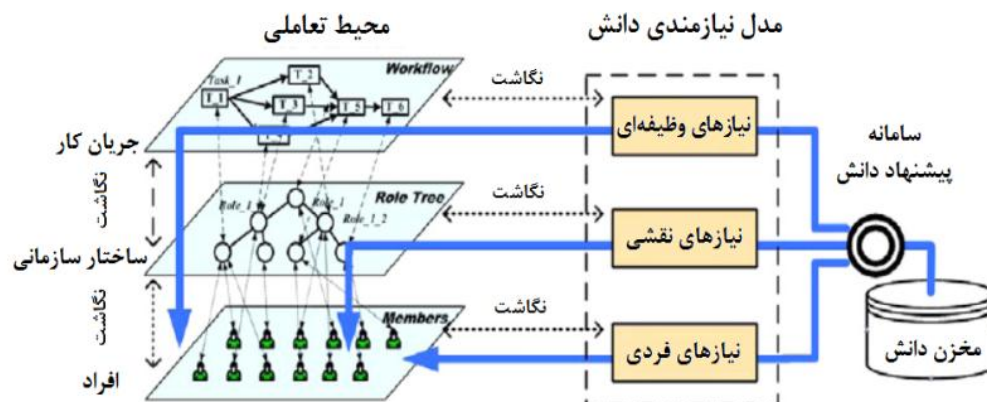 محیط تعاملی
مدل نیازمندی دانش
Workflow
Task_1
T_1
T_2
T_3
T_5
T_6
نگاشت
نیازهای وظیفه‌ای
سامانه
پیشنهاد دانش
جریان کار
نگاشت
Role Tree
Role_1
Role_1
Role_1_2
نگاشت
نیازهای نقشی
ساختار سازمانی
نگاشت
Members
نگاشت
نیازهای فردی
مخزن دانش
افراد